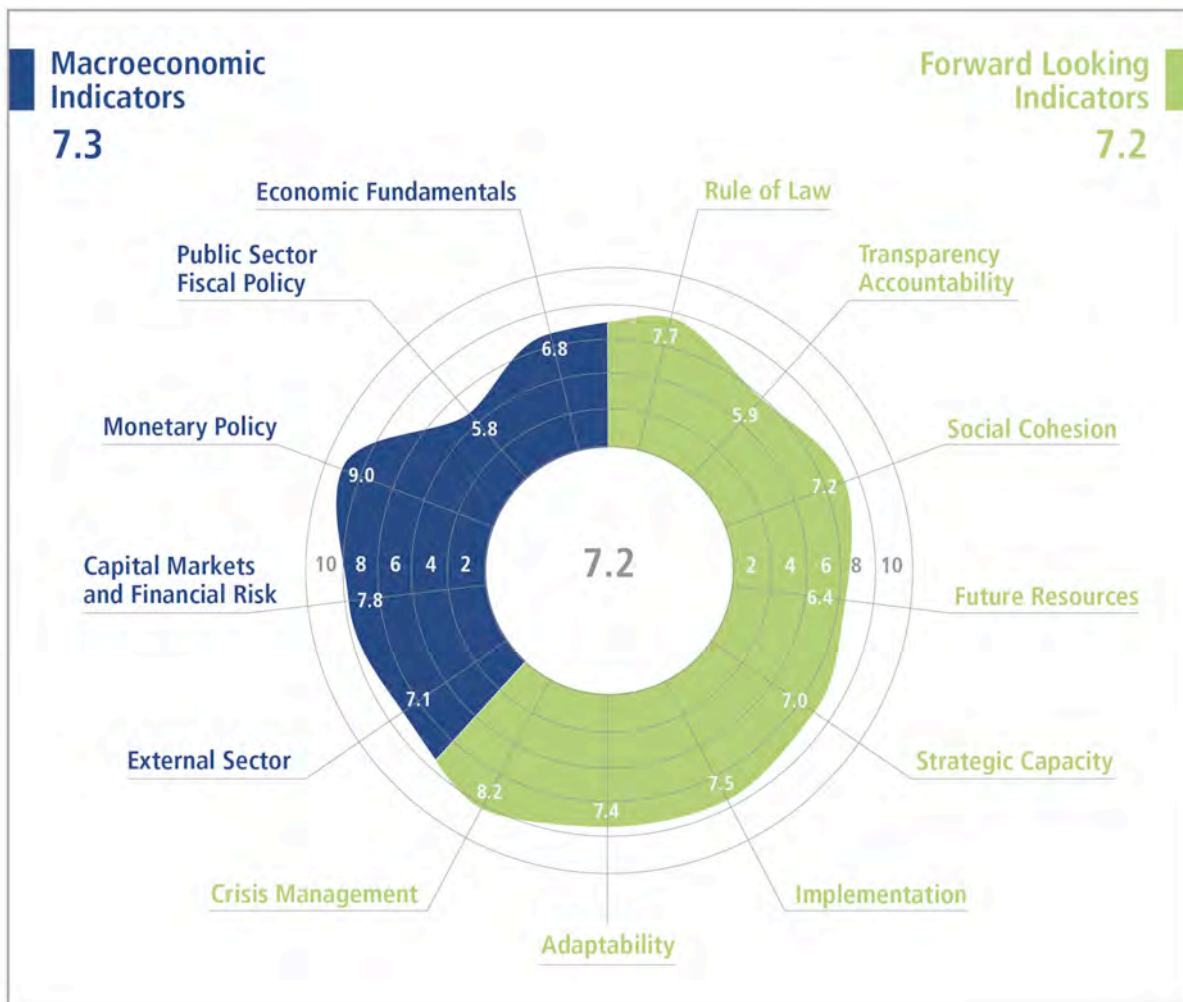 Macroeconomic
Indicators
7.3
Forward Looking
Indicators
7.2
Economic Fundamentals
Rule of Law
Public Sector
Fiscal Policy
Transparency
Accountability
6.8
7.7
Monetary Policy
5.8
5.9
Social Cohesion
9.0
7.2
Capital Markets
and Financial Risk
10 8 6 4 2
7.2
2 4 6 8 10
7.8
6.4
Future Resources
7.1
7.0
External Sector
Strategic Capacity
8.2
7.4
7.5
Crisis Management
Implementation
Adaptability